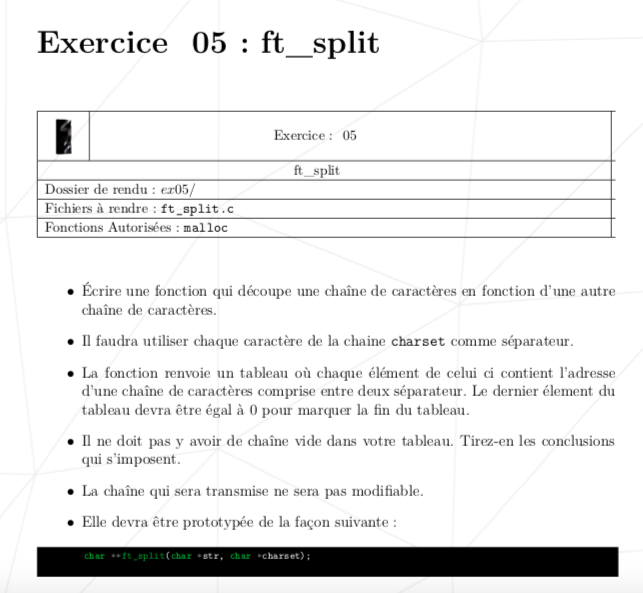 Exercice 05 : ft_split
Exercice : 05
ft_split
Dossier de rendu : ex05/
Fichiers à rendre : ft_split.c
Fonctions Autorisées : malloc
• Écrire une fonction qui découpe une chaîne de caractères en fonction d'une autre
chaîne de caractères.
• Il faudra utiliser chaque caractère de la chaine charset comme séparateur.
• La fonction renvoie un tableau où chaque élément de celui ci contient l'adresse
d'une chaîne de caractères comprise entre deux séparateur. Le dernier élement du
tableau devra être égal à 0 pour marquer la fin du tableau.
• Il ne doit pas y avoir de chaîne vide dans votre tableau. Tirez-en les conclusions
qui s'imposent.
• La chaîne qui sera transmise ne sera pas modifiable.
• Elle devra être prototypée de la façon suivante :
char **ft_split(char *str, char *charset);